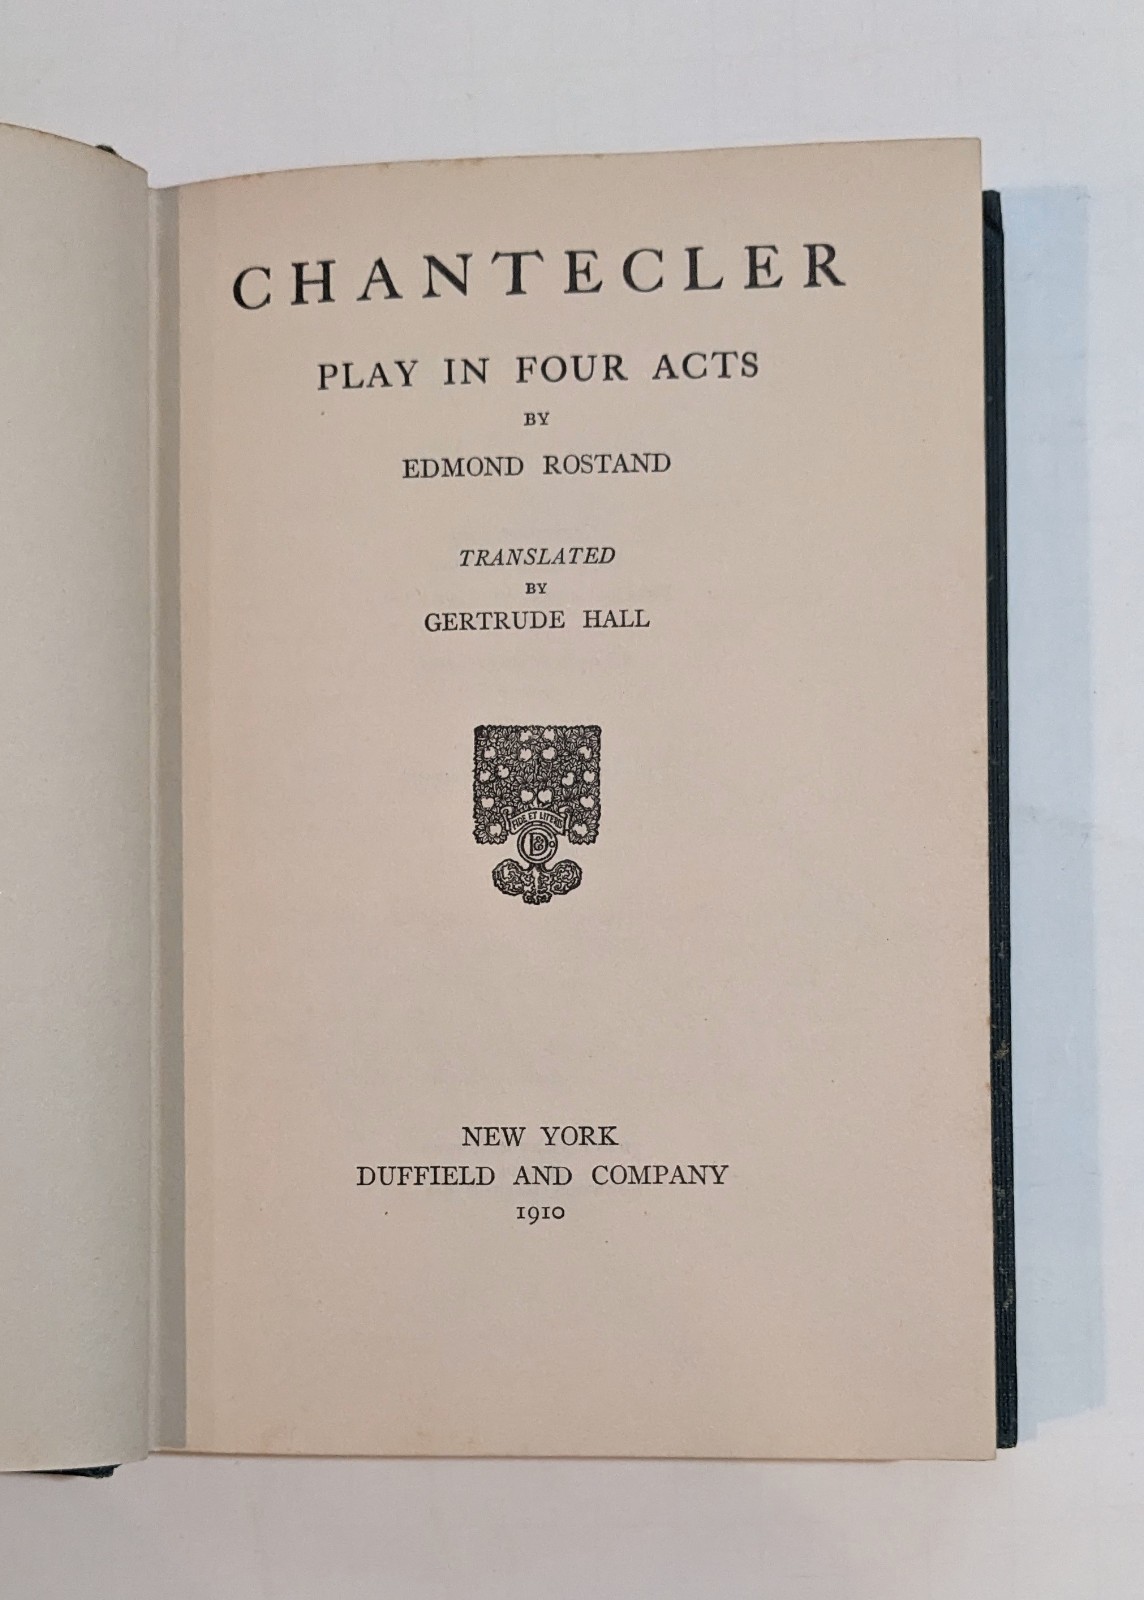 CHANTECLER
PLAY IN FOUR ACTS
BY
EDMOND ROSTAND
TRANSLATED
BY
GERTRUDE HALL
FIDE ET LITERIS
D & Co
NEW YORK
DUFFIELD AND COMPANY
1910